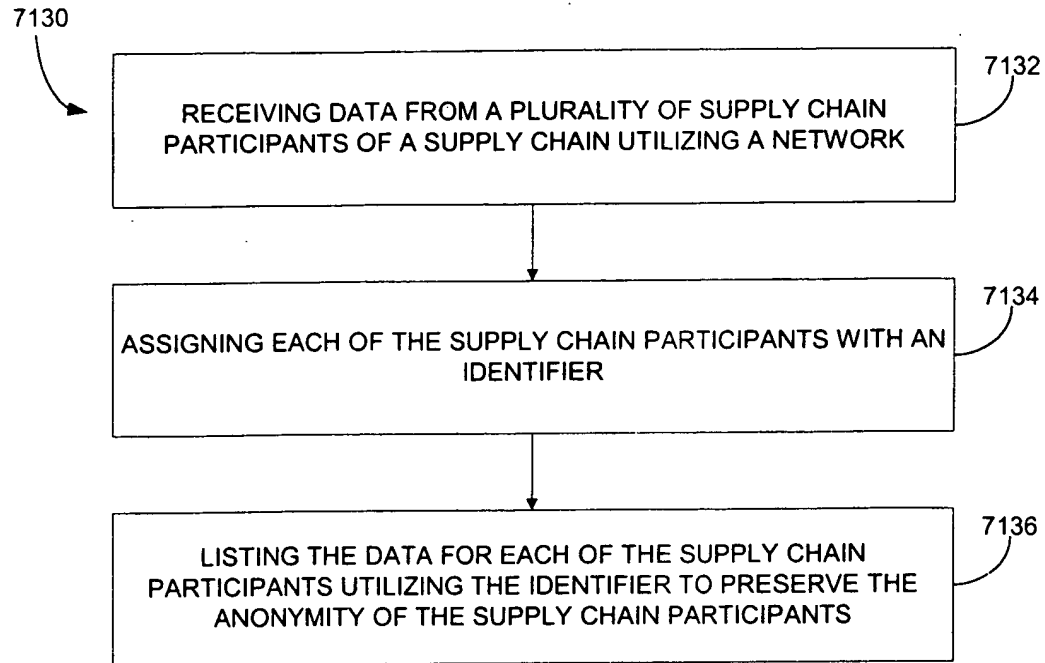 7130
7132
RECEIVING DATA FROM A PLURALITY OF SUPPLY CHAIN
PARTICIPANTS OF A SUPPLY CHAIN UTILIZING A NETWORK
7134
ASSIGNING EACH OF THE SUPPLY CHAIN PARTICIPANTS WITH AN
IDENTIFIER
7136
LISTING THE DATA FOR EACH OF THE SUPPLY CHAIN
PARTICIPANTS UTILIZING THE IDENTIFIER TO PRESERVE THE
ANONYMITY OF THE SUPPLY CHAIN PARTICIPANTS